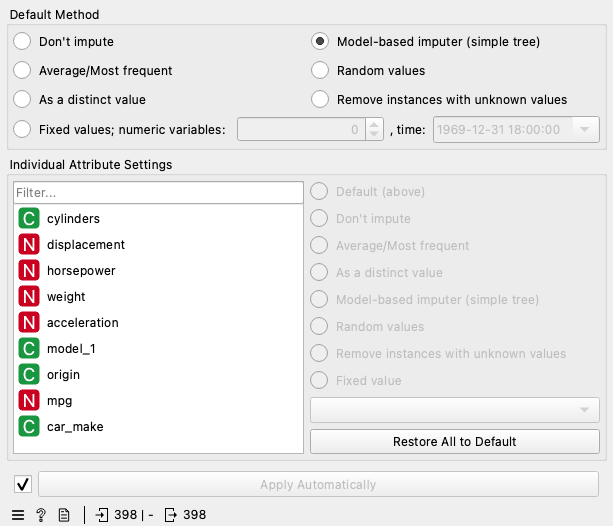 Default Method
Don't impute
Model-based imputer (simple tree)
Average/Most frequent
Random values
As a distinct value
Remove instances with unknown values
Fixed values; numeric variables: 0 , time: 1969-12-31 18:00:00
Individual Attribute Settings
Filter...
C cylinders
N displacement
N horsepower
N weight
N acceleration
C model_1
C origin
N mpg
C car_make
Default (above)
Don't impute
Average/Most frequent
As a distinct value
Model-based imputer (simple tree)
Random values
Remove instances with unknown values
Fixed value
Restore All to Default
Apply Automatically
? 398 | - 398